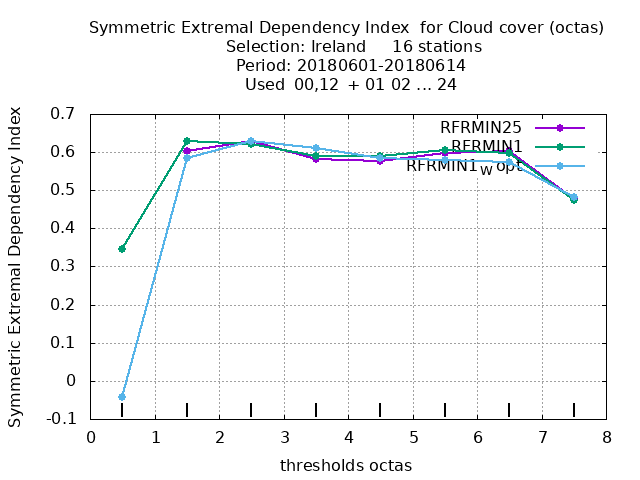 Symmetric Extremal Dependency Index for Cloud cover (octas)
Selection: Ireland 16 stations
Period: 20180601-20180614
Used 00,12 + 01 02 ... 24
Symmetric Extremal Dependency Index
0.7
0.6
0.5
0.4
0.3
0.2
0.1
0
-0.1
RFRMIN25
RFRMIN1
RFRMIN1w opt
0 1 2 3 4 5 6 7 8
thresholds octas